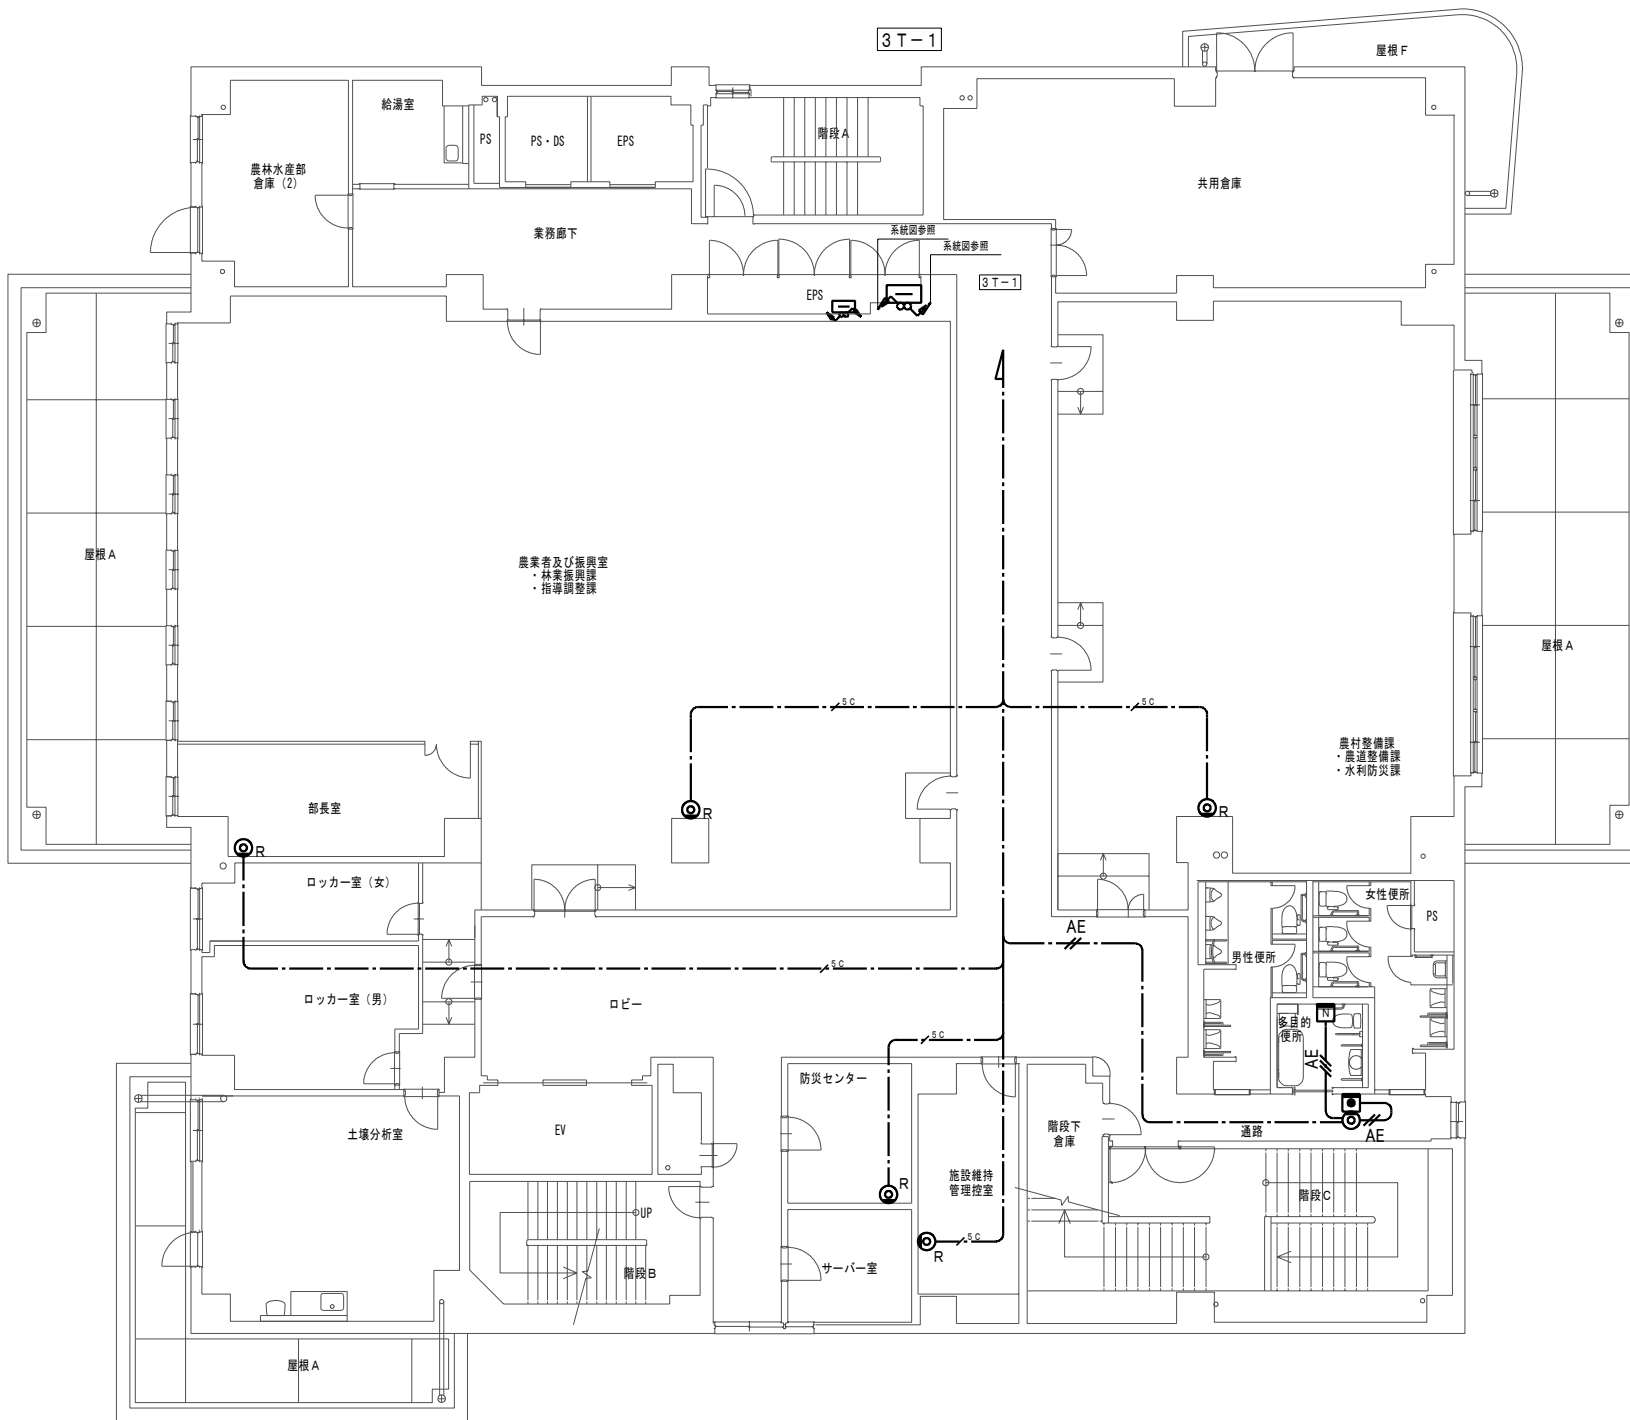 3T-1
屋根F
給湯室
PS
PS・DS
EPS
階段A
農林水産部
倉庫(2)
共用倉庫
業務廊下
系統図参照
系統図参照
3T-1
EPS
屋根A
農業者及び振興室
・林業振興課
・指導調整課
屋根A
5C
5C
農村整備課
・農道整備課
・水利防災課
部長室
R
R
R
ロッカー室(女)
女性便所
PS
AE
男性便所
5C
ロッカー室(男)
ロビー
N
多目的
便所
5C
AE
防災センター
EV
土壌分析室
階段下
倉庫
通路
AE
施設維持
管理控室
R
階段C
UP
5C
R
サーバー室
階段B
屋根A